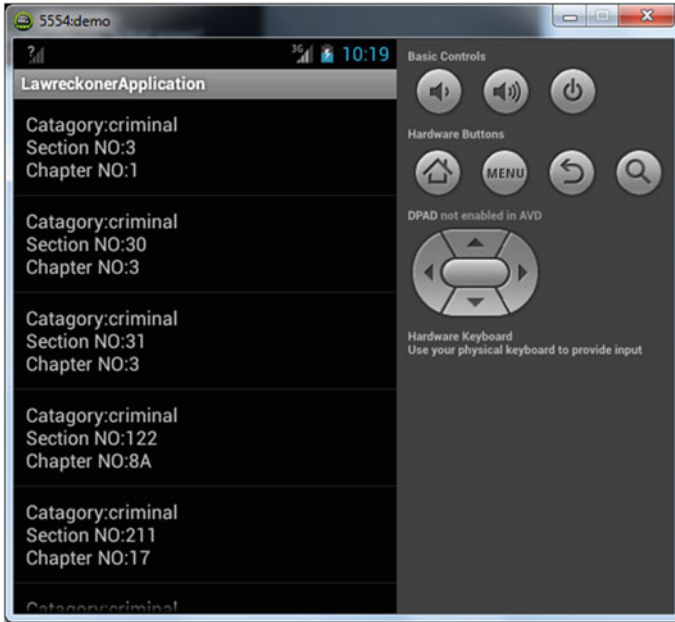 5554:demo
3G 10:19
LawreckonerApplication
Catagory:criminal
Section NO:3
Chapter NO:1
Catagory:criminal
Section NO:30
Chapter NO:3
Catagory:criminal
Section NO:31
Chapter NO:3
Catagory:criminal
Section NO:122
Chapter NO:8A
Catagory:criminal
Section NO:211
Chapter NO:17
Catagory:criminal
Basic Controls
Hardware Buttons
MENU
DPAD not enabled in AVD
Hardware Keyboard
Use your physical keyboard to provide input